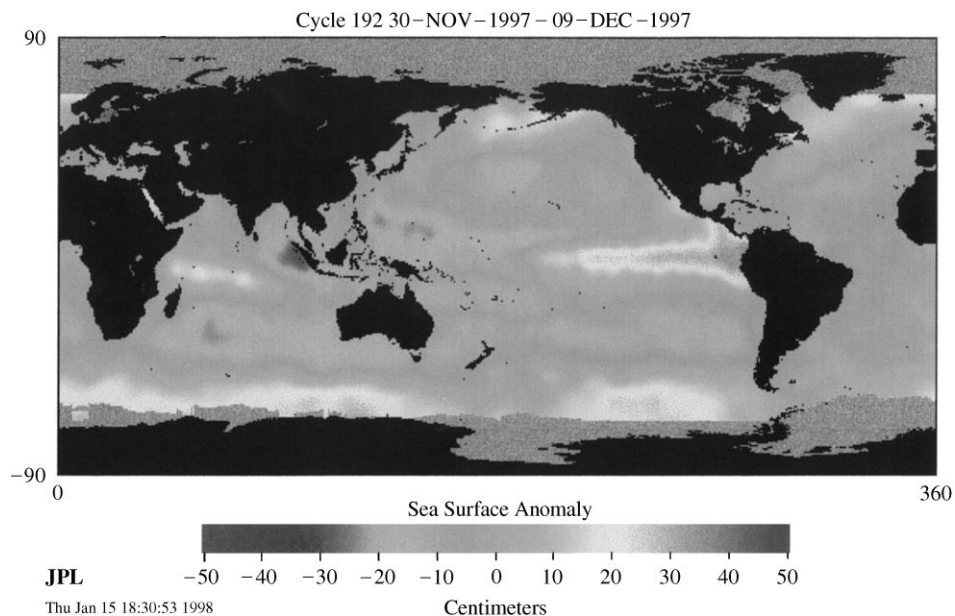 Cycle 192 30–NOV–1997 – 09–DEC–1997
90
−90
0 360
Sea Surface Anomaly
−50 −40 −30 −20 −10 0 10 20 30 40 50
JPL
Centimeters
Thu Jan 15 18:30:53 1998